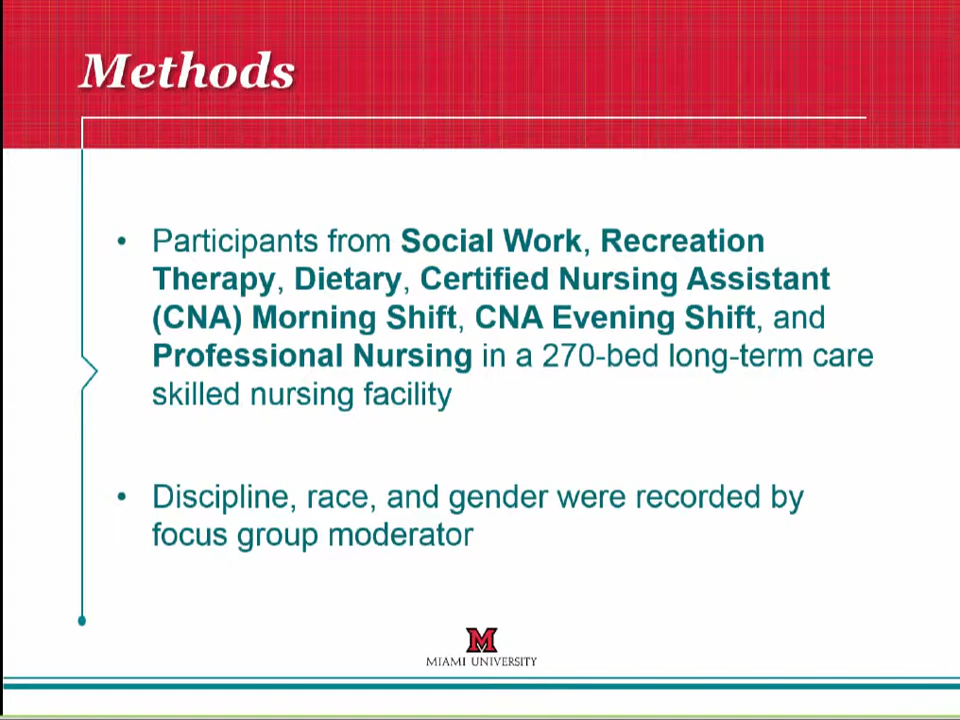 Methods
• Participants from Social Work, Recreation
Therapy, Dietary, Certified Nursing Assistant
(CNA) Morning Shift, CNA Evening Shift, and
Professional Nursing in a 270-bed long-term care
skilled nursing facility
• Discipline, race, and gender were recorded by
focus group moderator
M
MIAMI UNIVERSITY